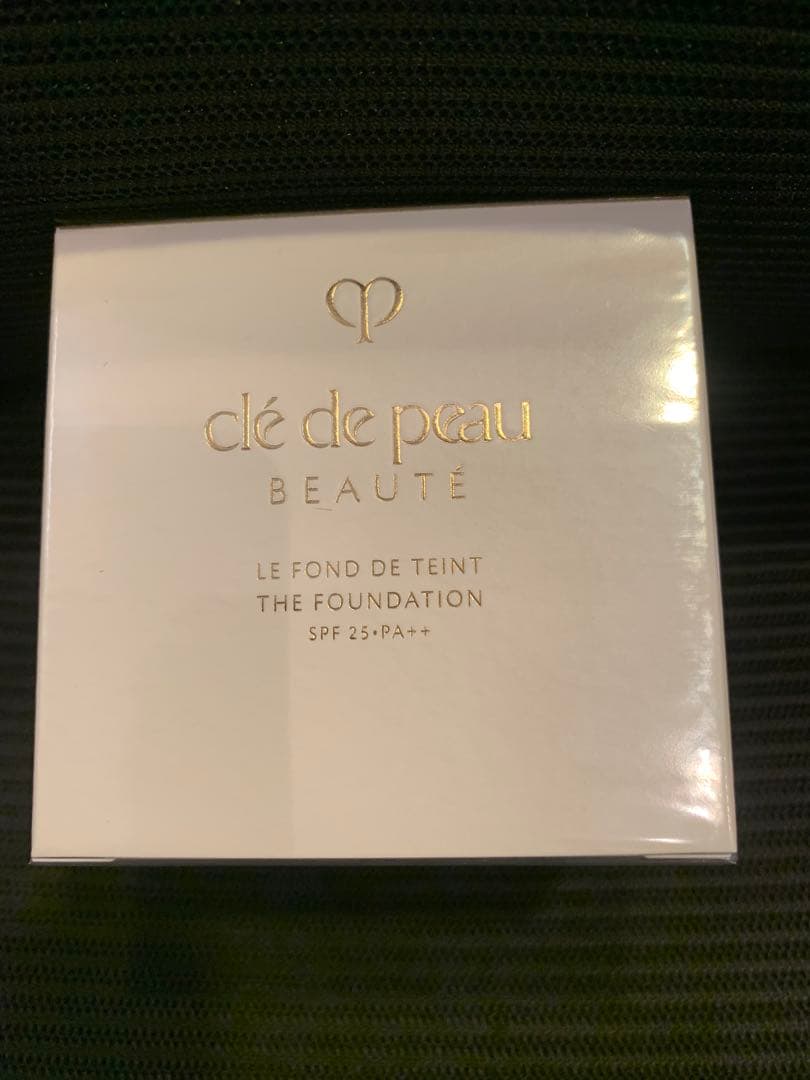 clé de peau
BEAUTÉ
LE FOND DE TEINT
THE FOUNDATION
SPF 25•PA++